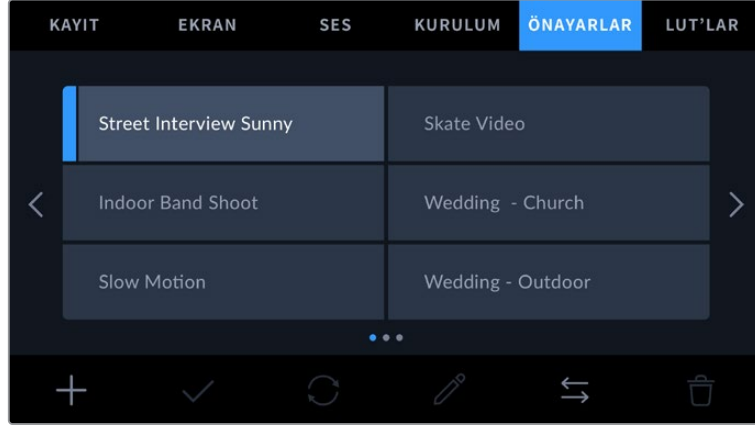 KAYIT EKRAN SES KURULUM ÖNAYARLAR LUT’LAR
Street Interview Sunny Skate Video
Indoor Band Shoot Wedding - Church
Slow Motion Wedding - Outdoor